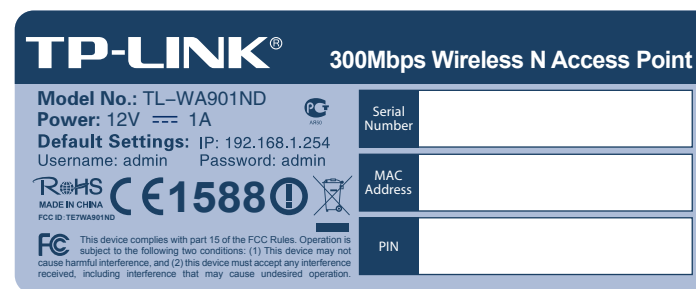 TP-LINK®
300Mbps Wireless N Access Point
Model No.: TL–WA901ND
Power: 12V ⎓ 1A
Default Settings: IP: 192.168.1.254
Username: admin Password: admin
PG
AR50
RoHS
MADE IN CHINA
FCC ID: TE7WA901ND
CE1588
FC This device complies with part 15 of the FCC Rules. Operation is
subject to the following two conditions: (1) This device may not
cause harmful interference, and (2) this device must accept any interference
received, including interference that may cause undesired operation.
Serial
Number
MAC
Address
PIN